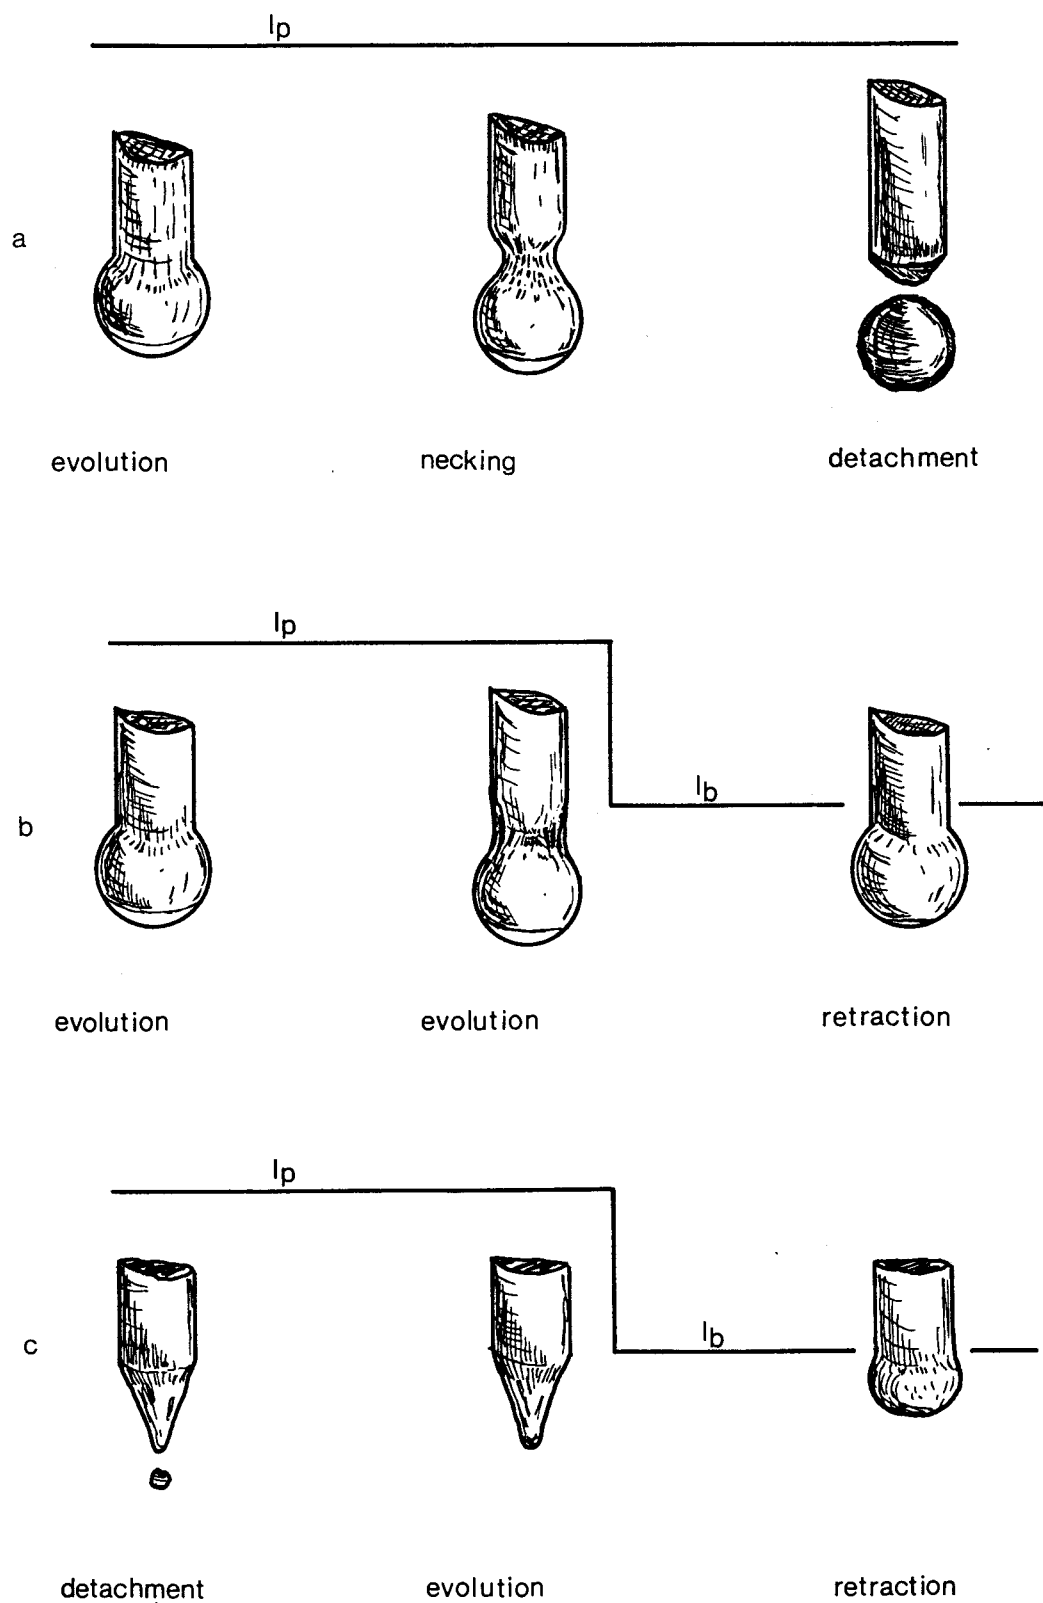 Ip
a
evolution necking detachment
Ip
Ib
b
evolution evolution retraction
Ip
Ib
c
detachment evolution retraction